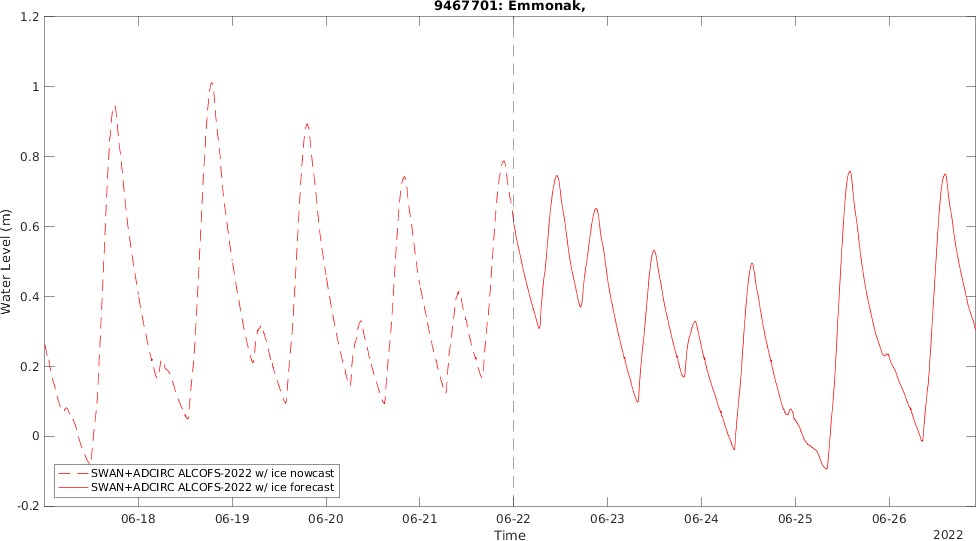 9467701: Emmonak,
1.2
1
0.8
0.6
0.4
0.2
0
-0.2
Water Level (m)
SWAN+ADCIRC ALCOFS-2022 w/ ice nowcast
SWAN+ADCIRC ALCOFS-2022 w/ ice forecast
06-18 06-19 06-20 06-21 06-22 06-23 06-24 06-25 06-26
Time
2022